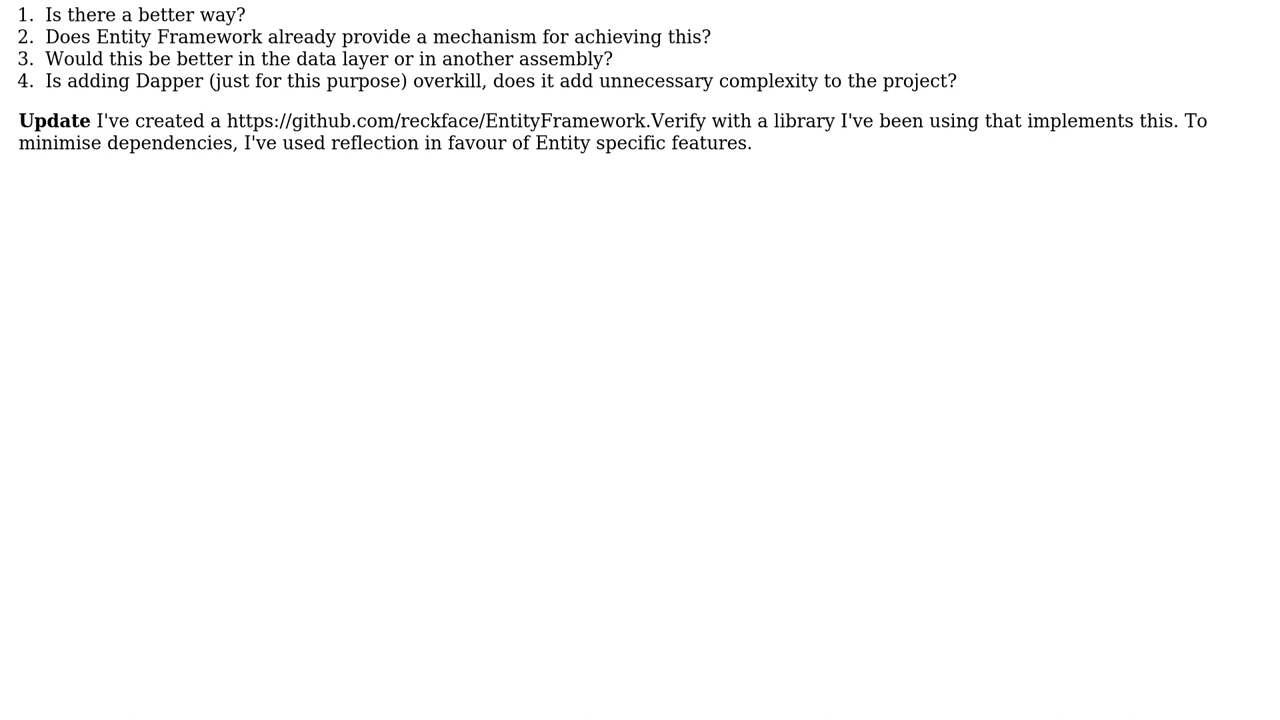 1. Is there a better way?
2. Does Entity Framework already provide a mechanism for achieving this?
3. Would this be better in the data layer or in another assembly?
4. Is adding Dapper (just for this purpose) overkill, does it add unnecessary complexity to the project?
Update I've created a https://github.com/reckface/EntityFramework.Verify with a library I've been using that implements this. To
minimise dependencies, I've used reflection in favour of Entity specific features.